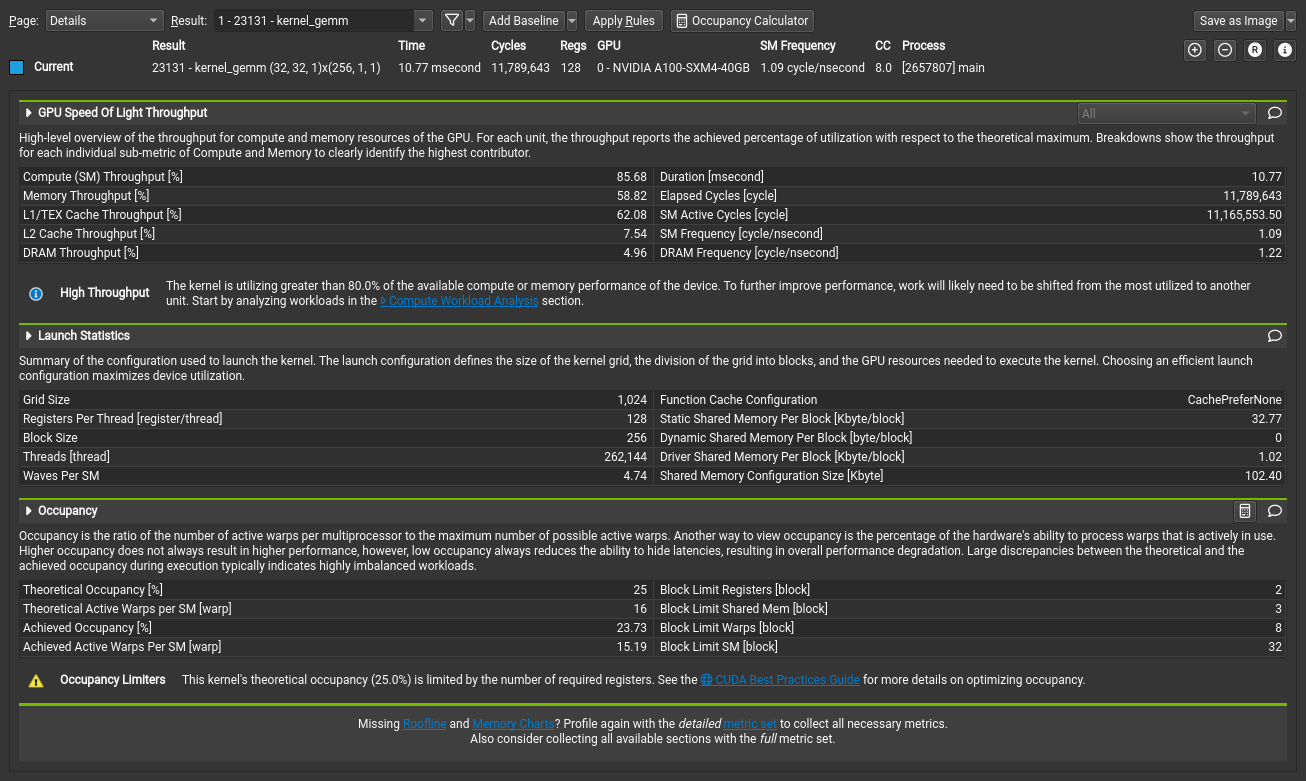 Page: Details Result: 1 - 23131 - kernel_gemm Add Baseline Apply Rules Occupancy Calculator Save as Image
Result Time Cycles Regs GPU SM Frequency CC Process
Current 23131 - kernel_gemm (32, 32, 1)x(256, 1, 1) 10.77 msecond 11,789,643 128 0 - NVIDIA A100-SXM4-40GB 1.09 cycle/nsecond 8.0 [2657807] main
GPU Speed Of Light Throughput All
High-level overview of the throughput for compute and memory resources of the GPU. For each unit, the throughput reports the achieved percentage of utilization with respect to the theoretical maximum. Breakdowns show the throughput
for each individual sub-metric of Compute and Memory to clearly identify the highest contributor.
Compute (SM) Throughput [%] 85.68 Duration [msecond] 10.77
Memory Throughput [%] 58.82 Elapsed Cycles [cycle] 11,789,643
L1/TEX Cache Throughput [%] 62.08 SM Active Cycles [cycle] 11,165,553.50
L2 Cache Throughput [%] 7.54 SM Frequency [cycle/nsecond] 1.09
DRAM Throughput [%] 4.96 DRAM Frequency [cycle/nsecond] 1.22
High Throughput The kernel is utilizing greater than 80.0% of the available compute or memory performance of the device. To further improve performance, work will likely need to be shifted from the most utilized to another
unit. Start by analyzing workloads in the Compute Workload Analysis section.
Launch Statistics
Summary of the configuration used to launch the kernel. The launch configuration defines the size of the kernel grid, the division of the grid into blocks, and the GPU resources needed to execute the kernel. Choosing an efficient launch
configuration maximizes device utilization.
Grid Size 1,024 Function Cache Configuration CachePreferNone
Registers Per Thread [register/thread] 128 Static Shared Memory Per Block [Kbyte/block] 32.77
Block Size 256 Dynamic Shared Memory Per Block [byte/block] 0
Threads [thread] 262,144 Driver Shared Memory Per Block [Kbyte/block] 1.02
Waves Per SM 4.74 Shared Memory Configuration Size [Kbyte] 102.40
Occupancy
Occupancy is the ratio of the number of active warps per multiprocessor to the maximum number of possible active warps. Another way to view occupancy is the percentage of the hardware's ability to process warps that is actively in use.
Higher occupancy does not always result in higher performance, however, low occupancy always reduces the ability to hide latencies, resulting in overall performance degradation. Large discrepancies between the theoretical and the
achieved occupancy during execution typically indicates highly imbalanced workloads.
Theoretical Occupancy [%] 25 Block Limit Registers [block] 2
Theoretical Active Warps per SM [warp] 16 Block Limit Shared Mem [block] 3
Achieved Occupancy [%] 23.73 Block Limit Warps [block] 8
Achieved Active Warps Per SM [warp] 15.19 Block Limit SM [block] 32
Occupancy Limiters This kernel's theoretical occupancy (25.0%) is limited by the number of required registers. See the CUDA Best Practices Guide for more details on optimizing occupancy.
Missing Roofline and Memory Charts? Profile again with the detailed metric set to collect all necessary metrics.
Also consider collecting all available sections with the full metric set.